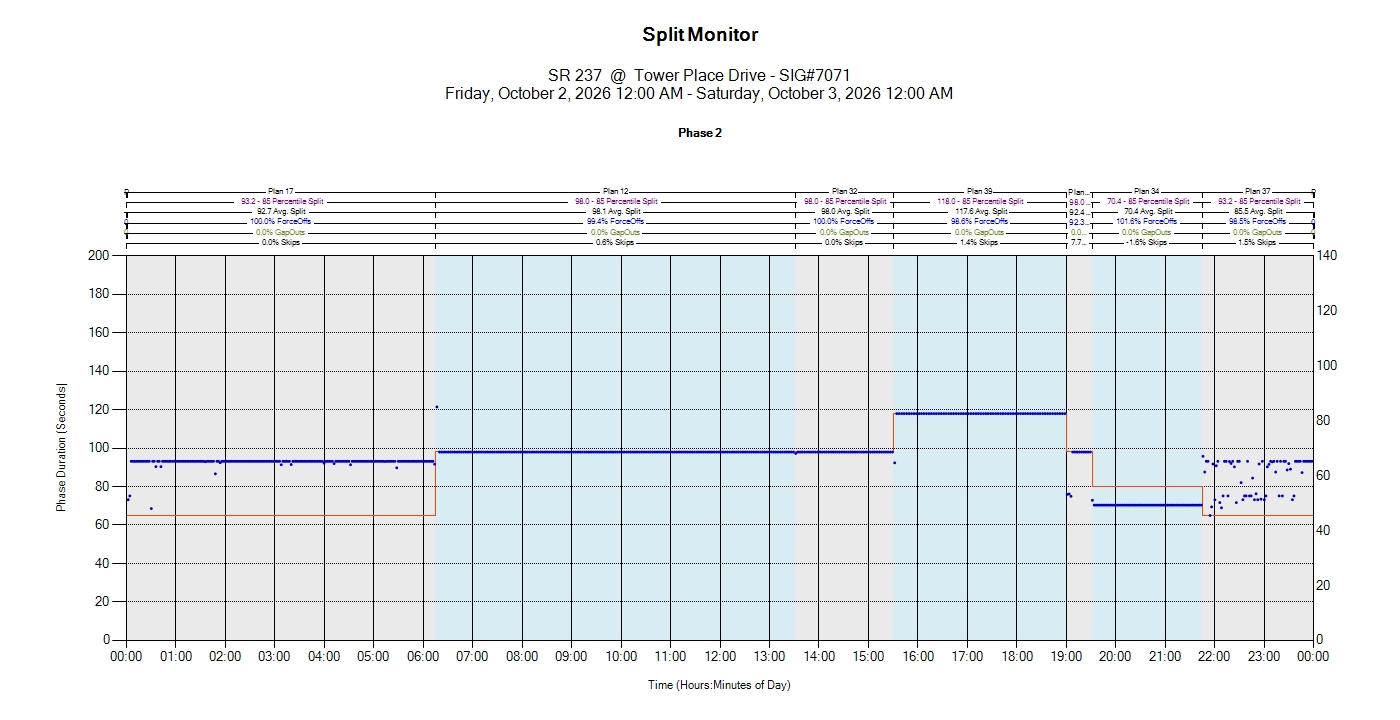 Split Monitor
SR 237 @ Tower Place Drive - SIG#7071
Friday, October 2, 2026 12:00 AM - Saturday, October 3, 2026 12:00 AM
Phase 2
Plan 17 Plan 12 Plan 32 Plan 39 Plan... Plan 34 Plan 37
93.2 - 85 Percentile Split 98.0 - 85 Percentile Split 98.0 - 85 Percentile Split 118.0 - 85 Percentile Split 98.0 ... 70.4 - 85 Percentile Split 93.2 - 85 Percentile Split
92.7 Avg. Split 98.1 Avg. Split 98.0 Avg. Split 117.6 Avg. Split 92.4... 70.4 Avg. Split 85.5 Avg. Split
100.0% ForceOffs 99.4% ForceOffs 100.0% ForceOffs 98.6% ForceOffs 92.3... 101.6% ForceOffs 98.5% ForceOffs
0.0% GapOuts 0.0% GapOuts 0.0% GapOuts 0.0% GapOuts 0.0... 0.0% GapOuts 0.0% GapOuts
0.0% Skips 0.6% Skips 0.0% Skips 1.4% Skips 7.7... -1.6% Skips 1.5% Skips
200 140
180
120
160
140
100
120
80
100
80
60
60
40
40
20
20
0 0
Phase Duration (Seconds)
00:00 01:00 02:00 03:00 04:00 05:00 06:00 07:00 08:00 09:00 10:00 11:00 12:00 13:00 14:00 15:00 16:00 17:00 18:00 19:00 20:00 21:00 22:00 23:00 00:00
Time (Hours:Minutes of Day)